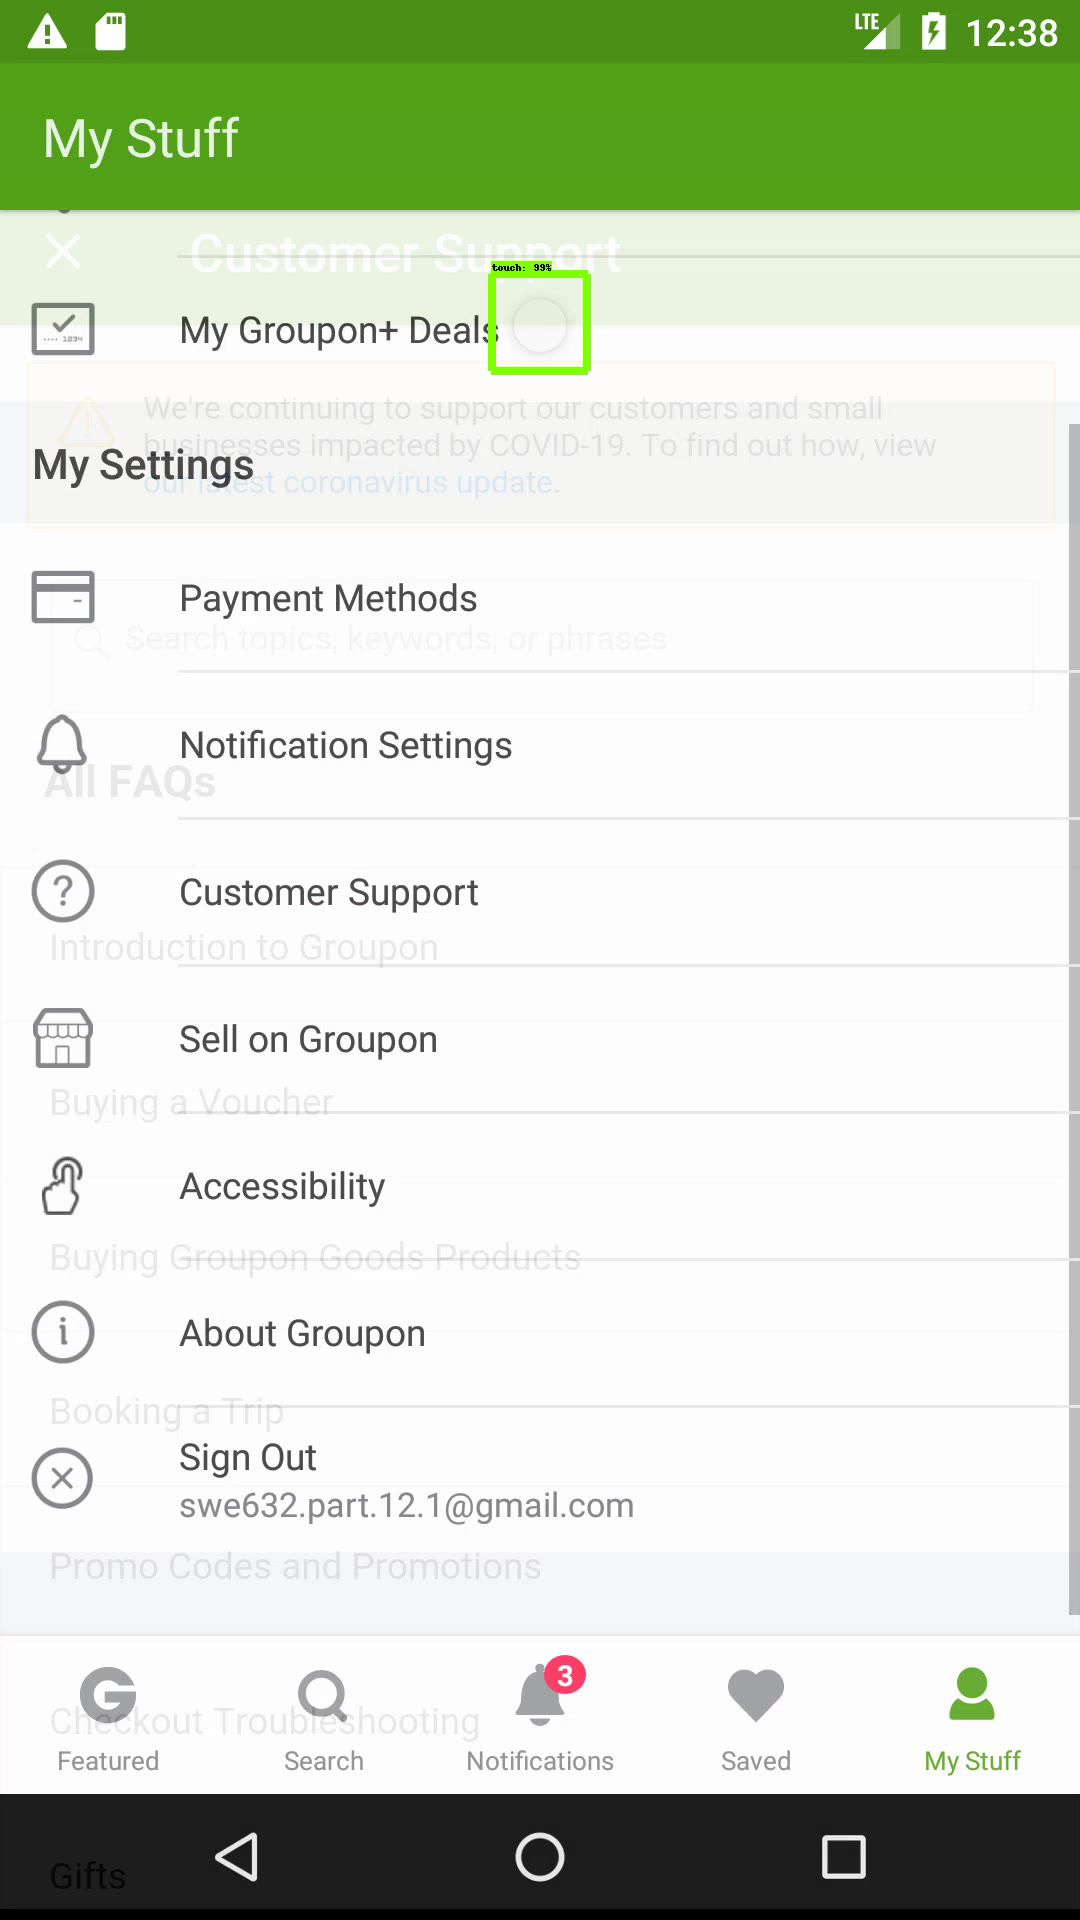 LTE 12:38
My Stuff
Customer Support
touch: 99%
1234
My Groupon+ Deals
We're continuing to support our customers and small
businesses impacted by COVID-19. To find out how, view
our latest coronavirus update.
My Settings
Payment Methods
Search topics, keywords, or phrases
Notification Settings
All FAQs
Customer Support
Introduction to Groupon
Sell on Groupon
Buying a Voucher
Accessibility
Buying Groupon Goods Products
About Groupon
Booking a Trip
Sign Out
swe632.part.12.1@gmail.com
Promo Codes and Promotions
3
Checkout Troubleshooting
Featured Search Notifications Saved My Stuff
Gifts